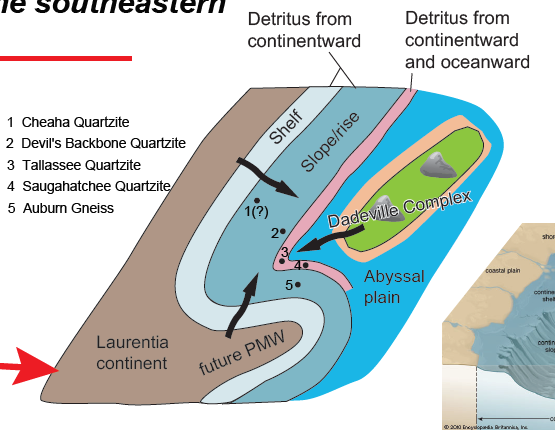 he southeastern
Detritus from
continentward
Detritus from
continentward
and oceanward
1 Cheaha Quartzite
2 Devil's Backbone Quartzite
3 Tallassee Quartzite
4 Saugahatchee Quartzite
5 Auburn Gneiss
Shelf
Slope/rise
1(?)
2
3
4
5
Dadeville Complex
Abyssal
plain
Laurentia
continent
future PMW
coastal plain
© 2010 Encyclopædia Britannica, Inc.